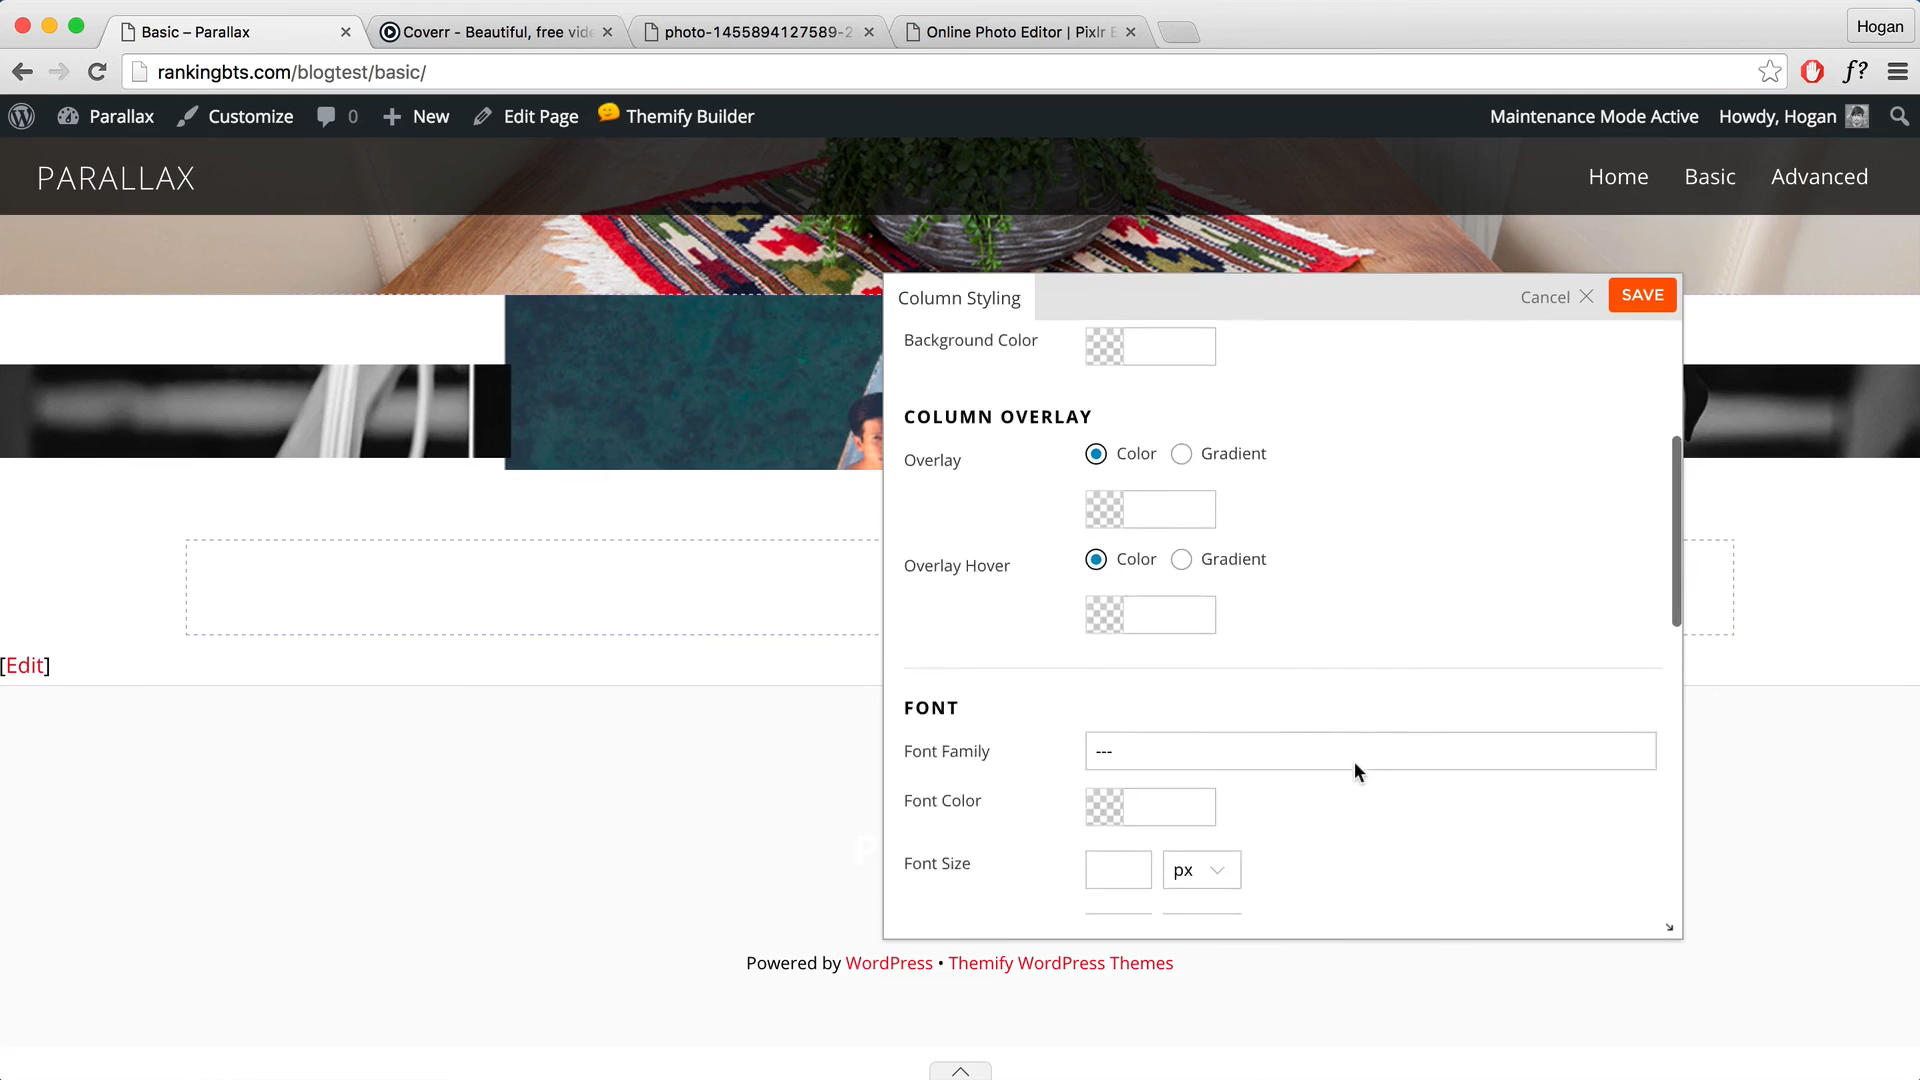 Basic – Parallax
Coverr - Beautiful, free vide
photo-1455894127589-2
Online Photo Editor | Pixlr E
Hogan
rankingbts.com/blogtest/basic/
f?
Parallax
Customize
0
New
Edit Page
Themify Builder
Maintenance Mode Active
Howdy, Hogan
PARALLAX
Home
Basic
Advanced
Column Styling
Cancel
SAVE
Background Color
COLUMN OVERLAY
Overlay
Color
Gradient
Overlay Hover
Color
Gradient
[Edit]
FONT
Font Family
---
Font Color
P
Font Size
px
Powered by WordPress • Themify WordPress Themes